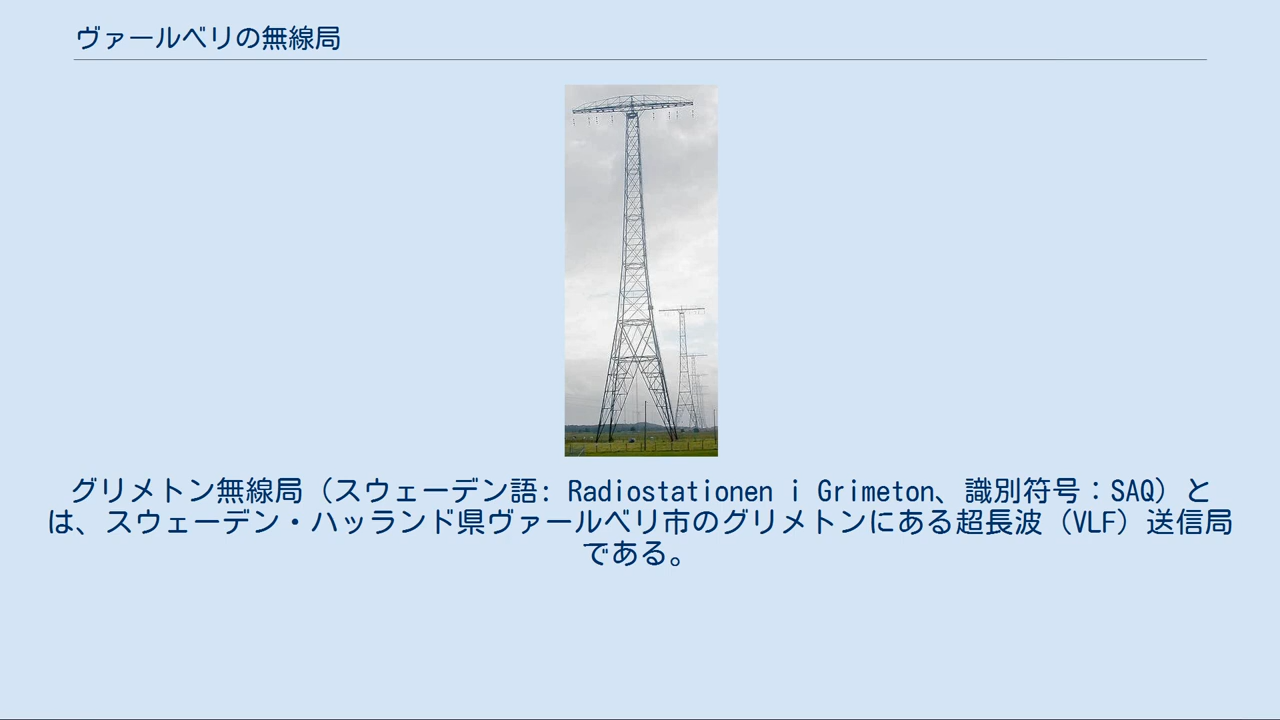 ヴァールベリの無線局
グリメトン無線局（スウェーデン語: Radiostationen i Grimeton、識別符号：SAQ）と
は、スウェーデン・ハッランド県ヴァールベリ市のグリメトンにある超長波（VLF）送信局
である。